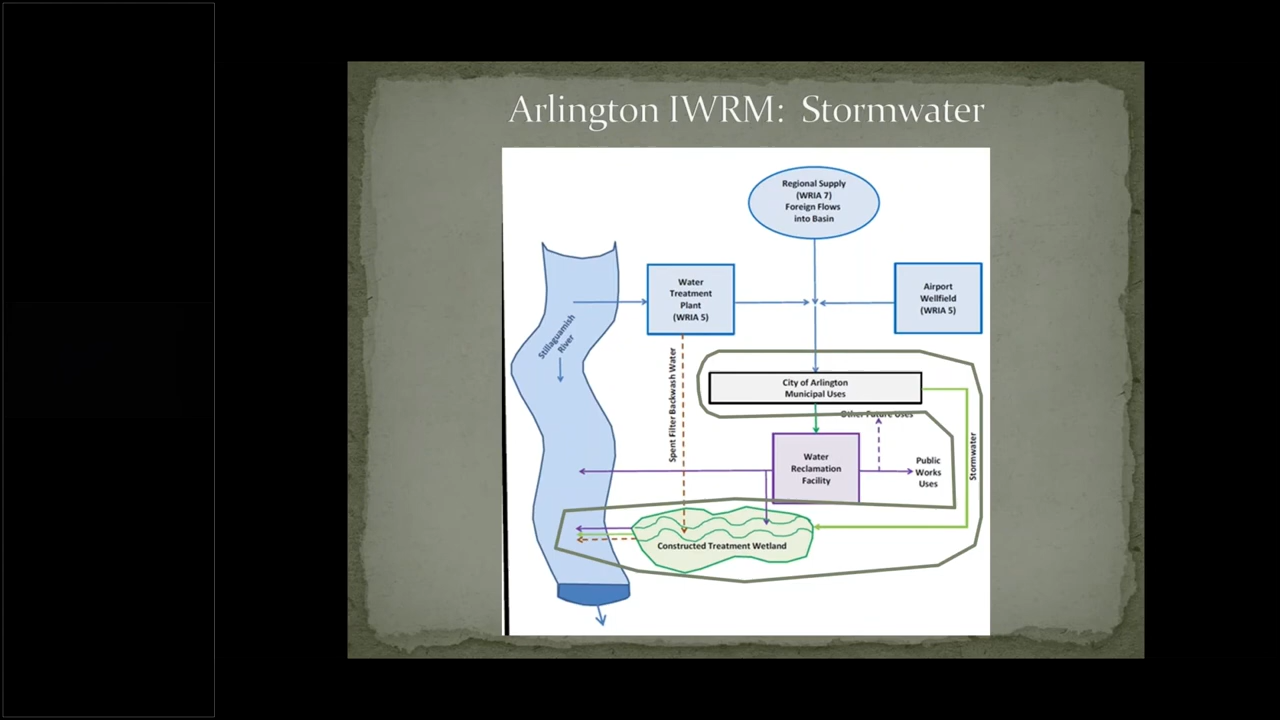 Arlington IWRM: Stormwater
Regional Supply
(WRIA 7)
Foreign Flows
into Basin
Water
Treatment
Plant
(WRIA 5)
Airport
Wellfield
(WRIA 5)
Stillaguamish
River
Spent Filter Backwash Water
City of Arlington
Municipal Uses
Other Future Uses
Water
Reclamation
Facility
Public
Works
Uses
Stormwater
Constructed Treatment Wetland